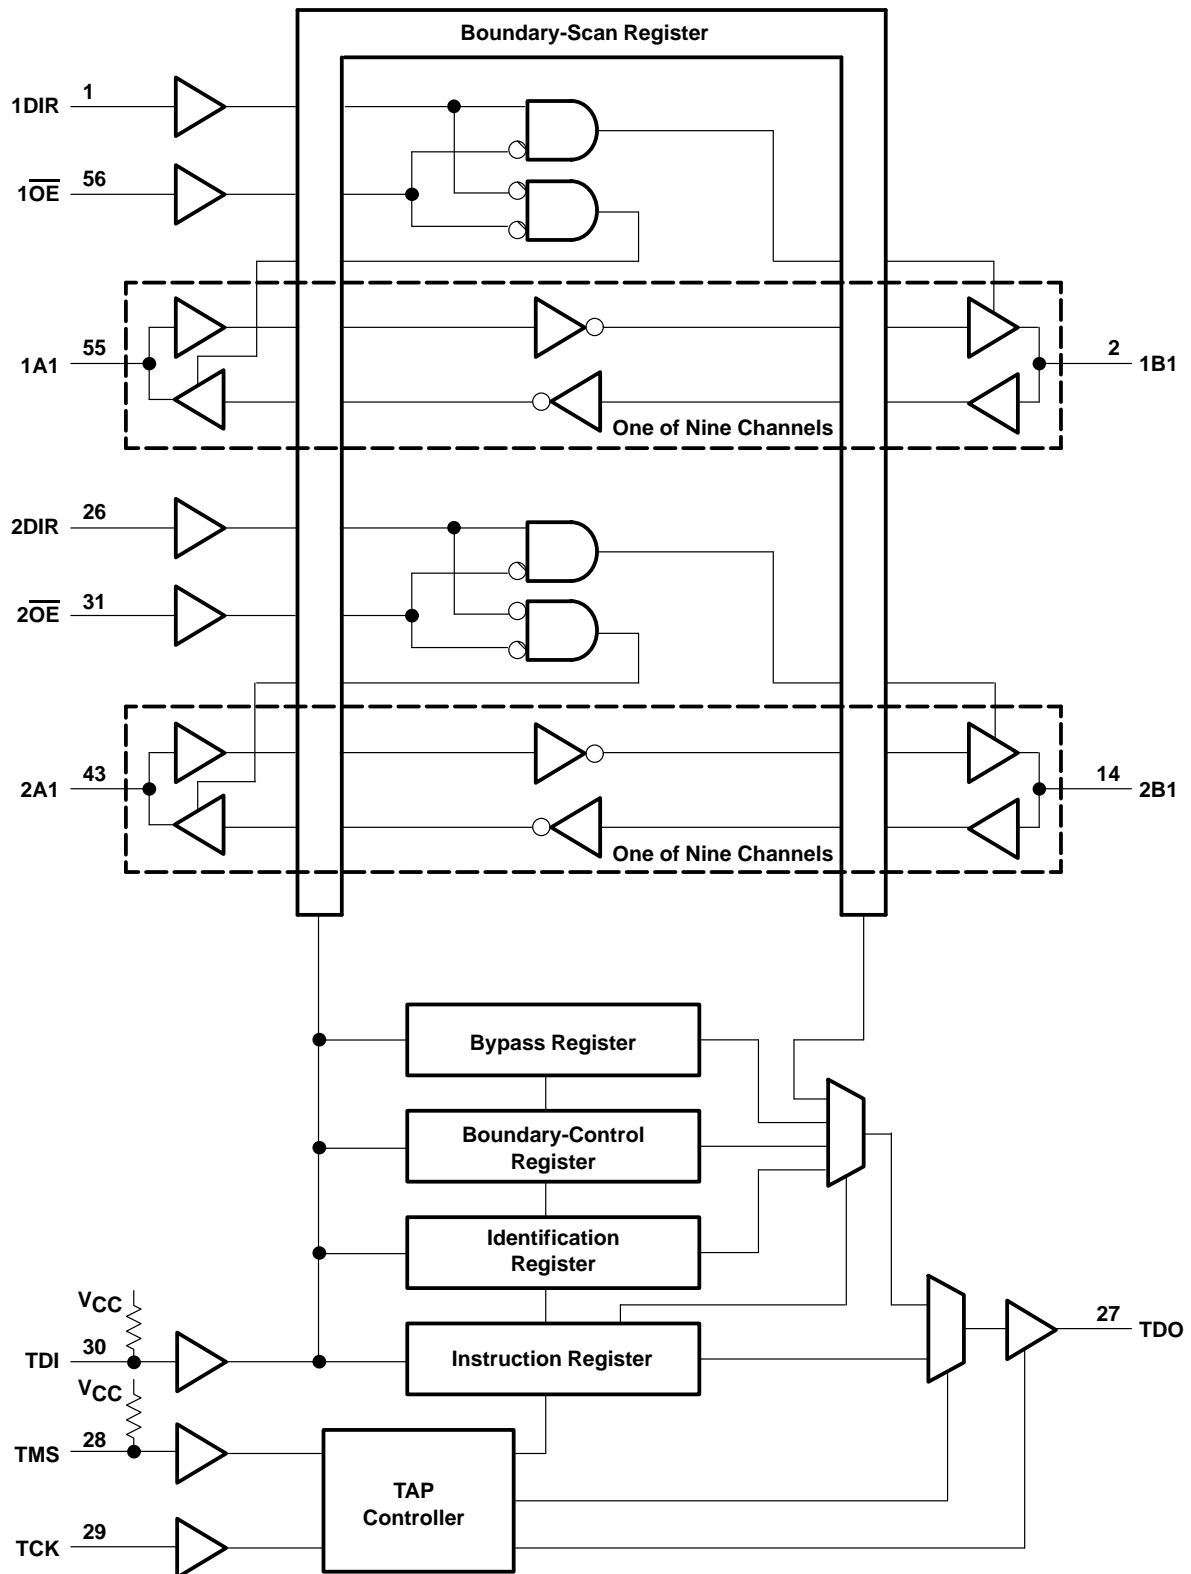 Boundary-Scan Register
1DIR 1
1OE 56
1A1 55
2 1B1
One of Nine Channels
2DIR 26
2OE 31
2A1 43
14 2B1
One of Nine Channels
Bypass Register
Boundary-Control
Register
Identification
Register
VCC
TDI 30
Instruction Register
27 TDO
VCC
TMS 28
TAP
Controller
TCK 29